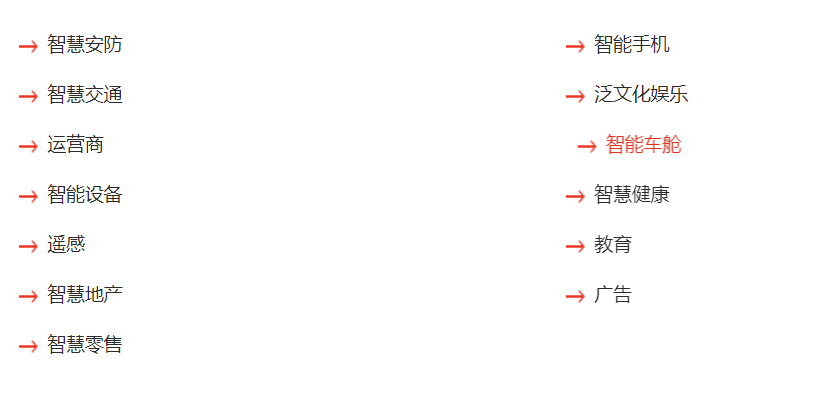 智慧安防
智慧交通
运营商
智能设备
遥感
智慧地产
智慧零售
智能手机
泛文化娱乐
智能车舱
智慧健康
教育
广告